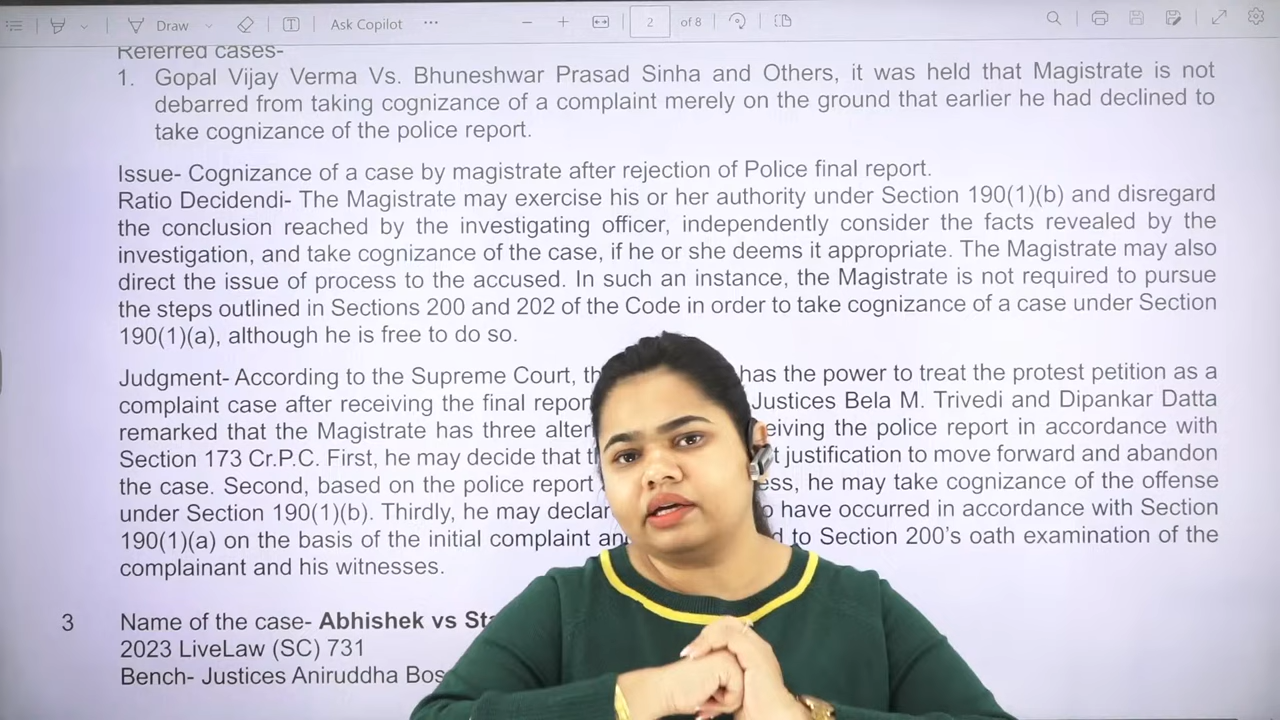 Draw
Ask Copilot
2 of 8
Referred cases-
1. Gopal Vijay Verma Vs. Bhuneshwar Prasad Sinha and Others, it was held that Magistrate is not
debarred from taking cognizance of a complaint merely on the ground that earlier he had declined to
take cognizance of the police report.
Issue- Cognizance of a case by magistrate after rejection of Police final report.
Ratio Decidendi- The Magistrate may exercise his or her authority under Section 190(1)(b) and disregard
the conclusion reached by the investigating officer, independently consider the facts revealed by the
investigation, and take cognizance of the case, if he or she deems it appropriate. The Magistrate may also
direct the issue of process to the accused. In such an instance, the Magistrate is not required to pursue
the steps outlined in Sections 200 and 202 of the Code in order to take cognizance of a case under Section
190(1)(a), although he is free to do so.
Judgment- According to the Supreme Court, has the power to treat the protest petition as a
complaint case after receiving the final Justices Bela M. Trivedi and Dipankar Datta
remarked that the Magistrate has three the police report in accordance with
Section 173 Cr.P.C. First, he may decide that justification to move forward and abandon
the case. Second, based on the police report he may take cognizance of the offense
under Section 190(1)(b). Thirdly, he may have occurred in accordance with Section
190(1)(a) on the basis of the initial complaint to Section 200's oath examination of the
complainant and his witnesses.
3 Name of the case- Abhishek vs
2023 LiveLaw (SC) 731
Bench- Justices Aniruddha